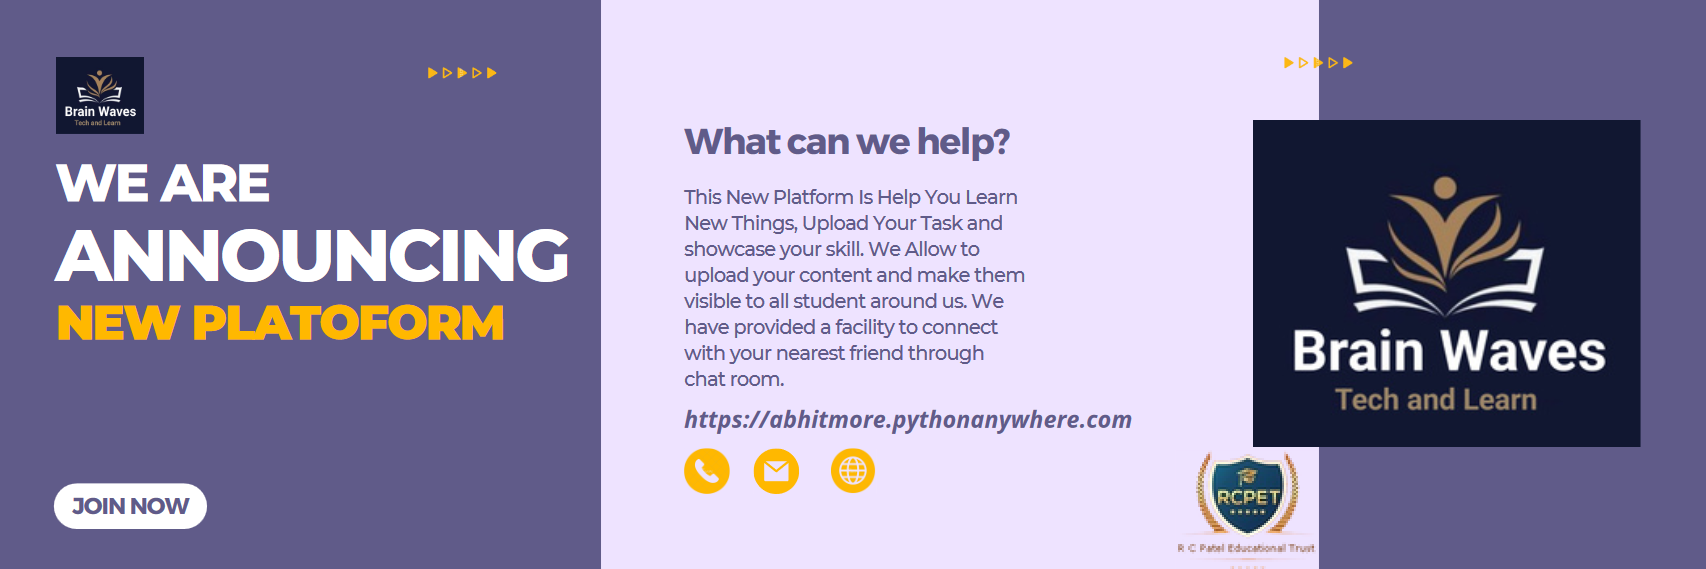 Brain Waves
Tech and Learn
WE ARE
ANNOUNCING
NEW PLATOFORM
JOIN NOW
What can we help?
This New Platform Is Help You Learn
New Things, Upload Your Task and
showcase your skill. We Allow to
upload your content and make them
visible to all student around us. We
have provided a facility to connect
with your nearest friend through
chat room.
https://abhitmore.pythonanywhere.com
Brain Waves
Tech and Learn
RCPET
R C Patel Educational Trust